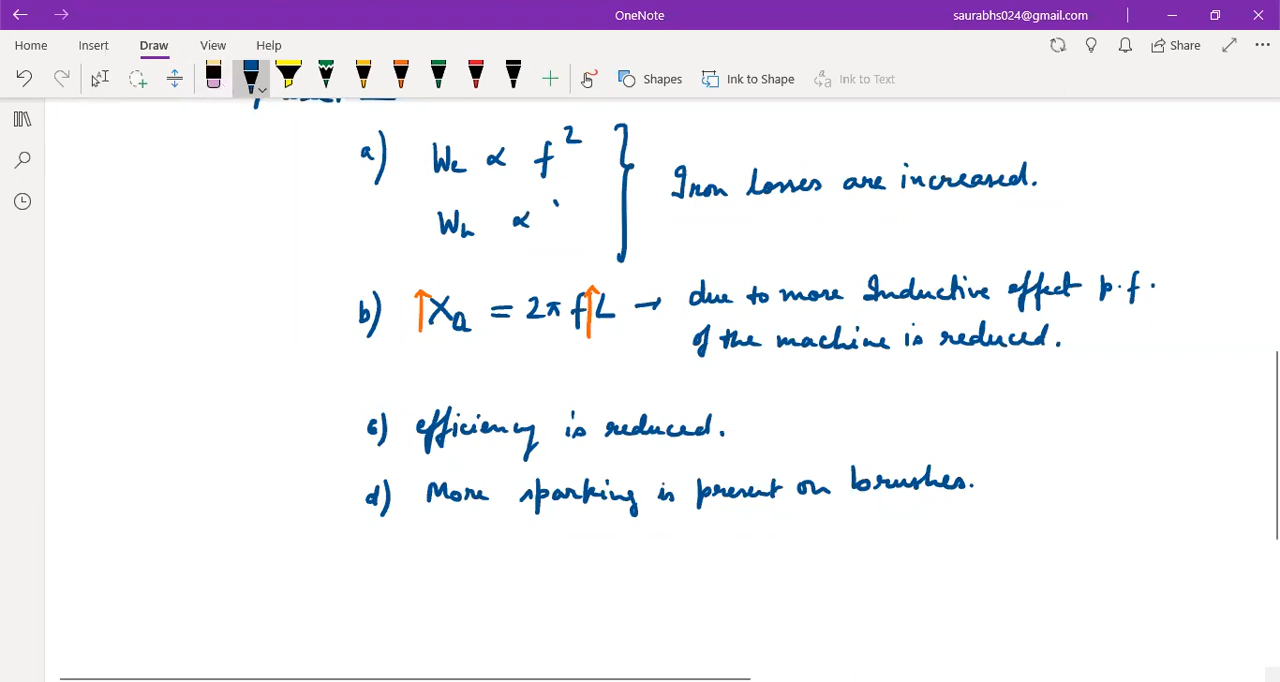 OneNote
saurabhs024@gmail.com
Home Insert Draw View Help
Share
Shapes Ink to Shape Ink to Text
a) We ∝ f²
Wh ∝
Iron losses are increased.
b) XL = 2π f L → due to more Inductive effect p.f.
of the machine is reduced.
c) efficiency is reduced.
d) More sparking is present on brushes.